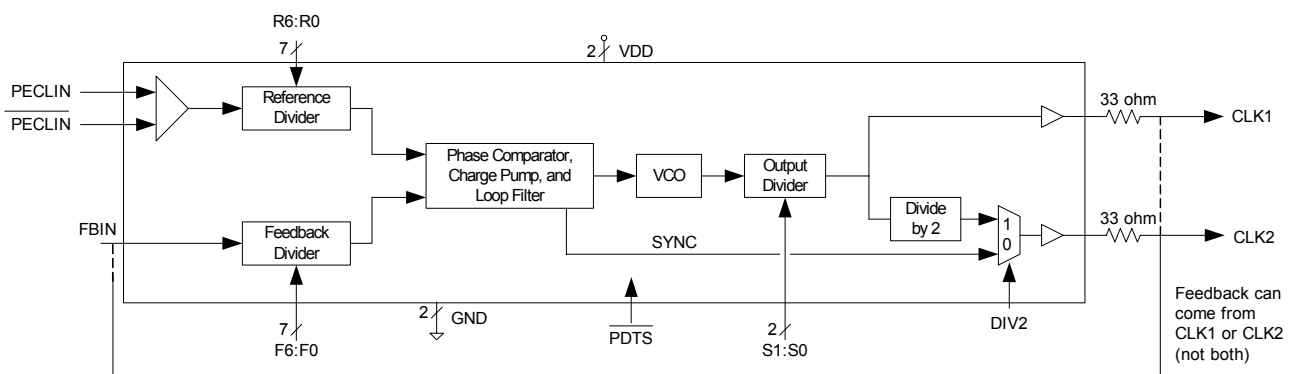 R6:R0
7
2 VDD
PECLIN
PECLIN
Reference
Divider
33 ohm
CLK1
Phase Comparator,
Charge Pump, and
Loop Filter
VCO
Output
Divider
Divide
by 2
1
0
33 ohm
CLK2
FBIN
Feedback
Divider
SYNC
2 GND
7
F6:F0
PDTS
2
S1:S0
DIV2
Feedback can
come from
CLK1 or CLK2
(not both)